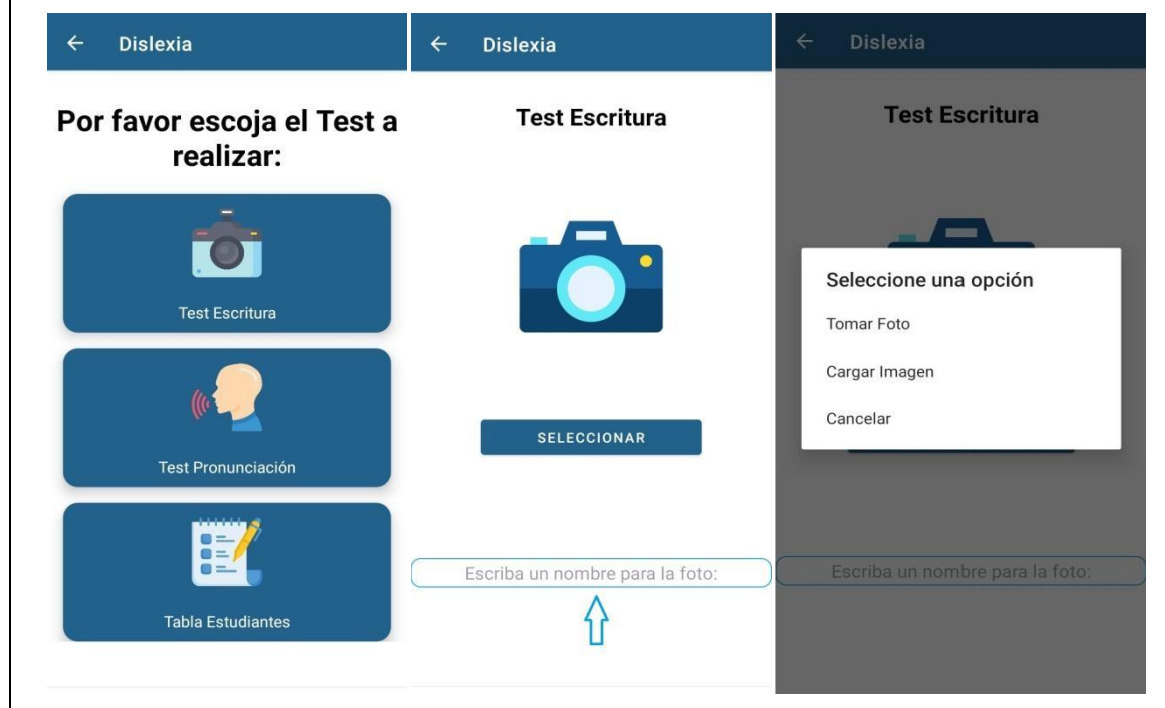 Dislexia
Por favor escoja el Test a
realizar:
Test Escritura
Test Pronunciación
Tabla Estudiantes
Dislexia
Test Escritura
SELECCIONAR
Escriba un nombre para la foto:
Dislexia
Test Escritura
Seleccione una opción
Tomar Foto
Cargar Imagen
Cancelar
Escriba un nombre para la foto: